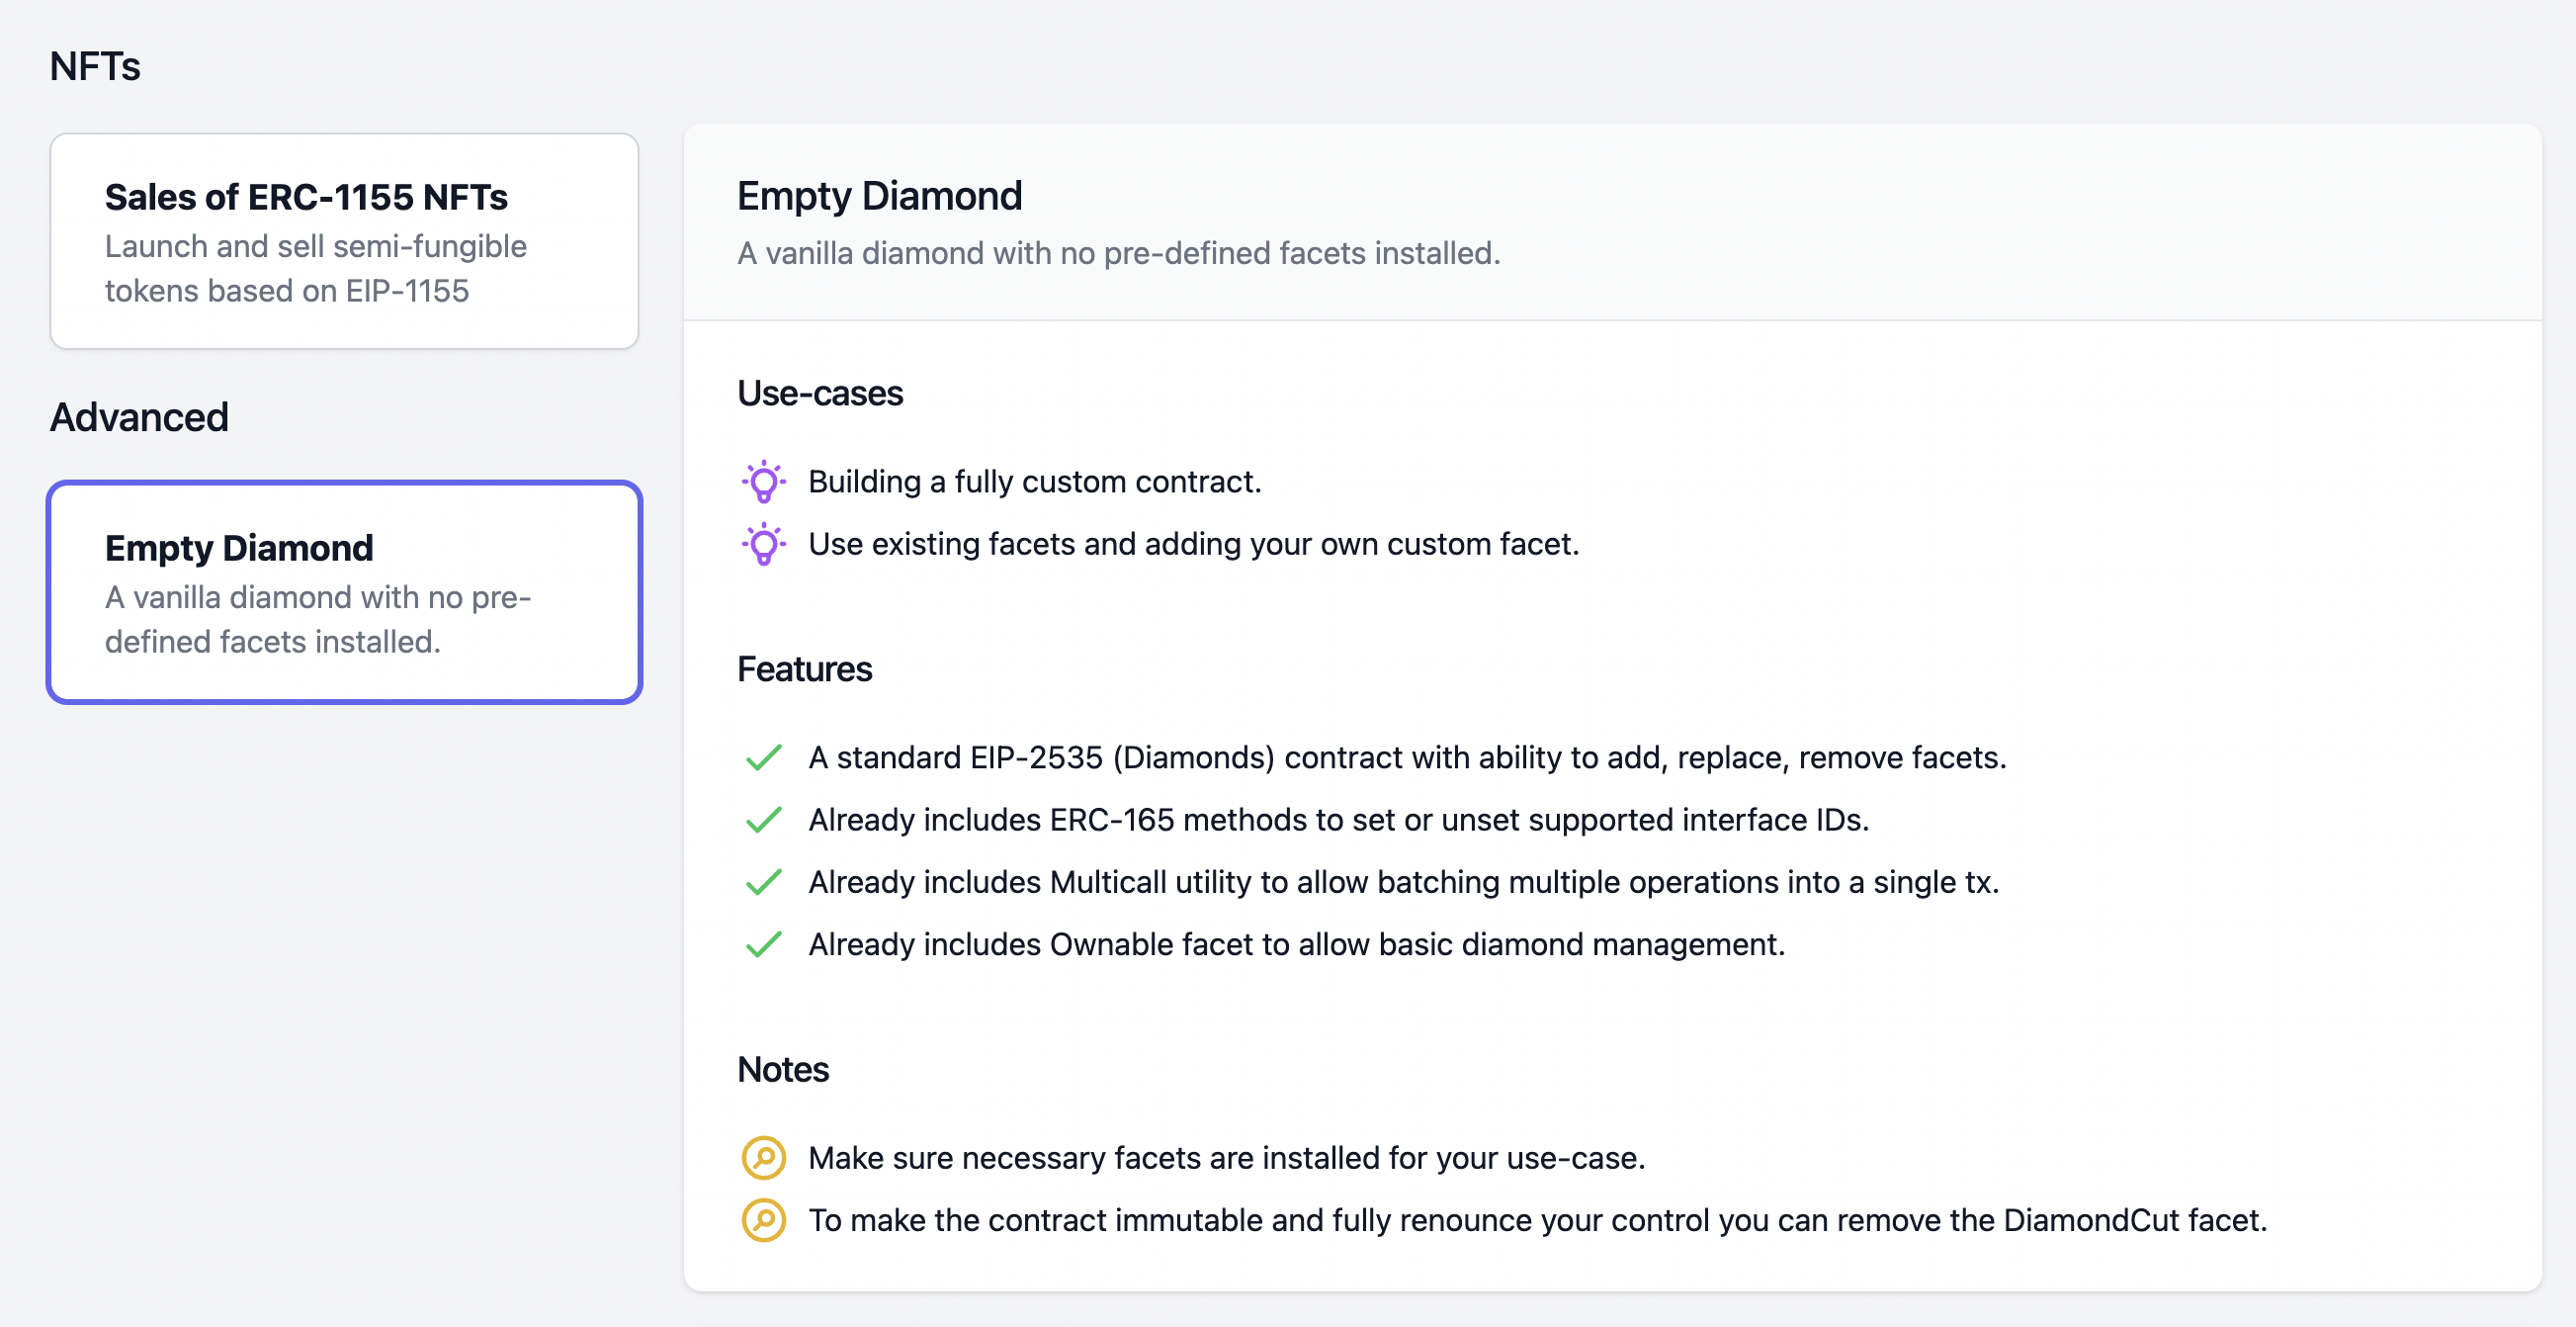 NFTs
Sales of ERC-1155 NFTs
Launch and sell semi-fungible
tokens based on EIP-1155
Advanced
Empty Diamond
A vanilla diamond with no pre-
defined facets installed.
Empty Diamond
A vanilla diamond with no pre-defined facets installed.
Use-cases
Building a fully custom contract.
Use existing facets and adding your own custom facet.
Features
A standard EIP-2535 (Diamonds) contract with ability to add, replace, remove facets.
Already includes ERC-165 methods to set or unset supported interface IDs.
Already includes Multicall utility to allow batching multiple operations into a single tx.
Already includes Ownable facet to allow basic diamond management.
Notes
Make sure necessary facets are installed for your use-case.
To make the contract immutable and fully renounce your control you can remove the DiamondCut facet.